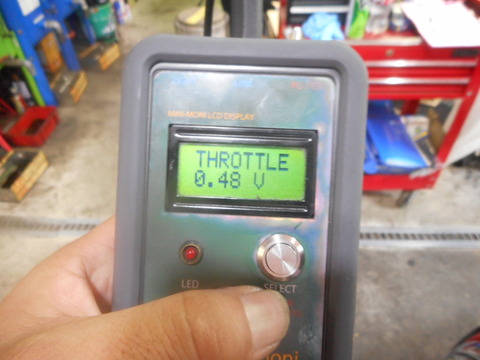 MINI-MONI LCD DISPLAY
THROTTLE
0.48 V
LED
SELECT